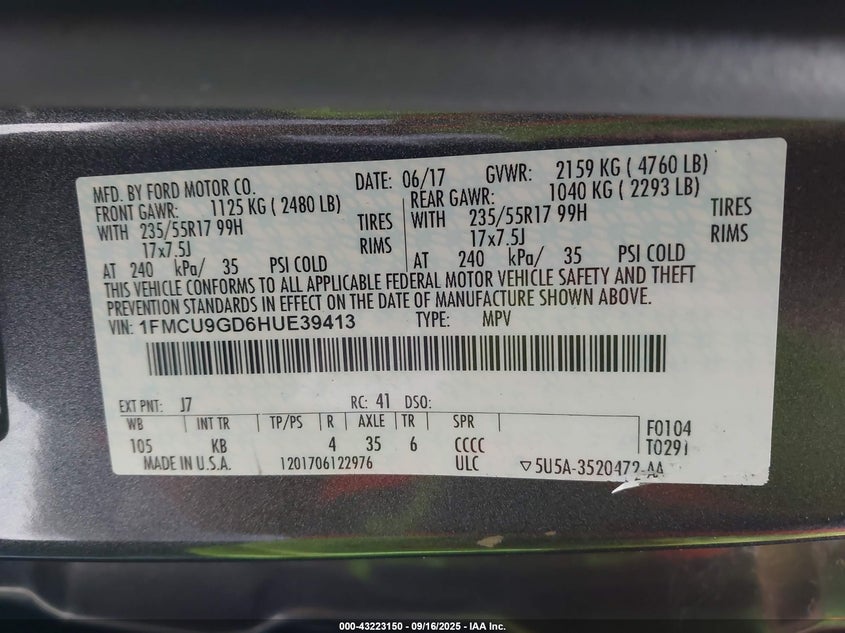 MFD. BY FORD MOTOR CO. DATE: 06/17 GVWR: 2159 KG ( 4760 LB)
FRONT GAWR: 1125 KG ( 2480 LB) REAR GAWR: 1040 KG ( 2293 LB)
WITH 235/55R17 99H TIRES WITH 235/55R17 99H TIRES
17x7.5J RIMS 17x7.5J RIMS
AT 240 kPa/ 35 PSI COLD AT 240 kPa/ 35 PSI COLD
THIS VEHICLE CONFORMS TO ALL APPLICABLE FEDERAL MOTOR VEHICLE SAFETY AND THEFT
PREVENTION STANDARDS IN EFFECT ON THE DATE OF MANUFACTURE SHOWN ABOVE.
VIN: 1FMCU9GD6HUE39413 TYPE: MPV
EXT PNT: J7 RC: 41 DSO:
WB INT TR TP/PS R AXLE TR SPR F0104
105 KB 4 35 6 CCCC T0291
MADE IN U.S.A. 1201706122976 ULC ▽5U5A-3520472-AA
000-43223150 - 09/16/2025 - IAA Inc.